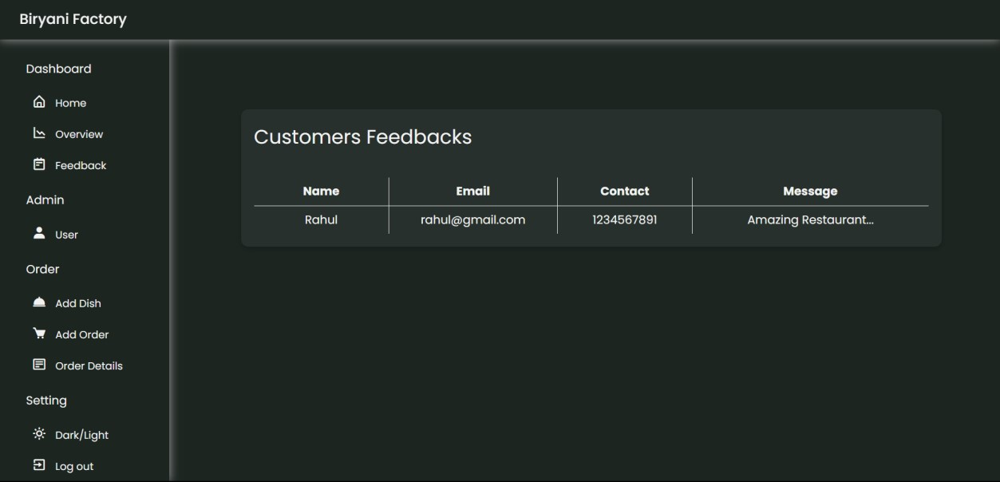 Biryani Factory
Dashboard
Home
Overview
Feedback
Admin
User
Order
Add Dish
Add Order
Order Details
Setting
Dark/Light
Log out
Customers Feedbacks
Name Email Contact Message
Rahul rahul@gmail.com 1234567891 Amazing Restaurant...